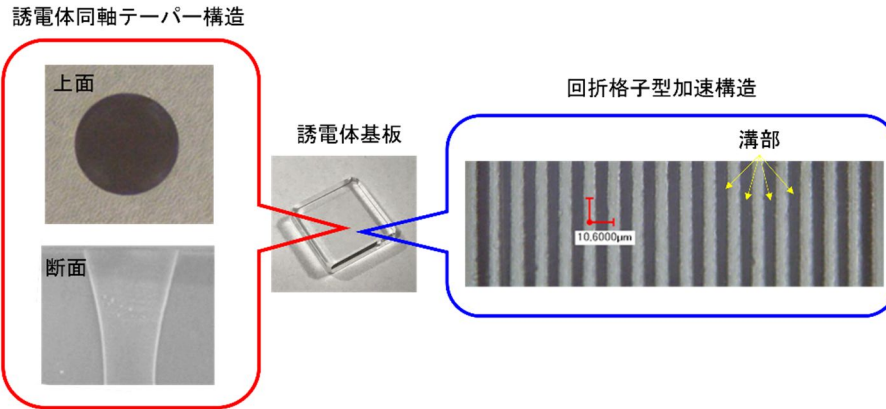 誘電体同軸テーパー構造
上面
断面
誘電体基板
回折格子型加速構造
溝部
10.6000μm